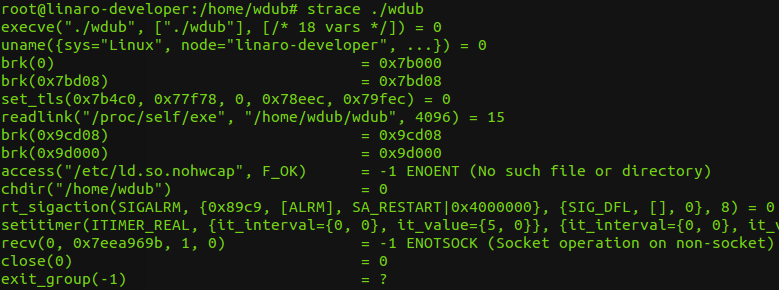 root@linaro-developer:/home/wdub# strace ./wdub
execve("./wdub", ["./wdub"], [/* 18 vars */]) = 0
uname({sys="Linux", node="linaro-developer", ...}) = 0
brk(0)                                  = 0x7b000
brk(0x7bd08)                            = 0x7bd08
set_tls(0x7b4c0, 0x77f78, 0, 0x78eec, 0x79fec) = 0
readlink("/proc/self/exe", "/home/wdub/wdub", 4096) = 15
brk(0x9cd08)                            = 0x9cd08
brk(0x9d000)                            = 0x9d000
access("/etc/ld.so.nohwcap", F_OK)      = -1 ENOENT (No such file or directory)
chdir("/home/wdub")                     = 0
rt_sigaction(SIGALRM, {0x89c9, [ALRM], SA_RESTART|0x4000000}, {SIG_DFL, [], 0}, 8) = 0
setitimer(ITIMER_REAL, {it_interval={0, 0}, it_value={5, 0}}, {it_interval={0, 0}, it_v
recv(0, 0x7eea969b, 1, 0)               = -1 ENOTSOCK (Socket operation on non-socket)
close(0)                                = 0
exit_group(-1)                          = ?